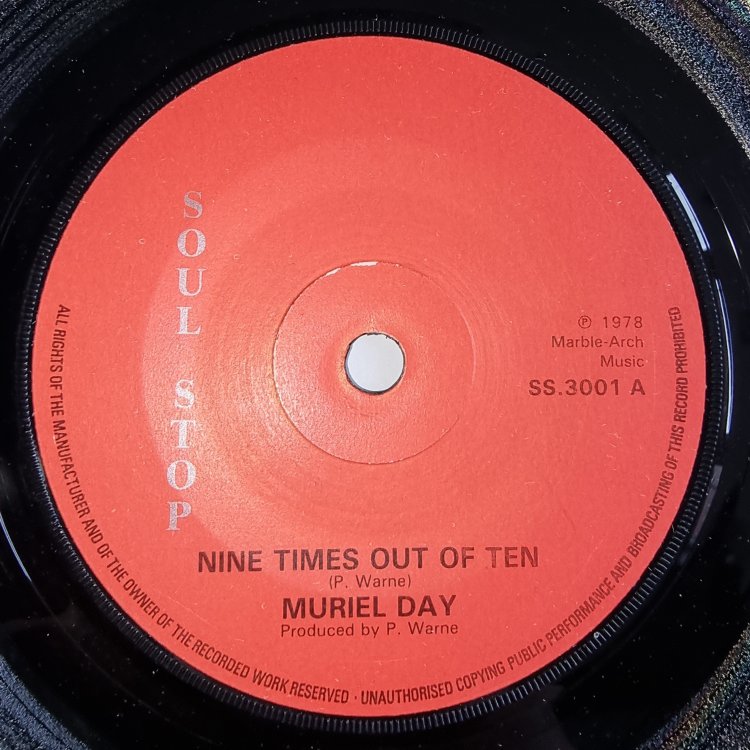 SOUL STOP
℗ 1978
Marble-Arch
Music
SS.3001 A
NINE TIMES OUT OF TEN
(P. Warne)
MURIEL DAY
Produced by P. Warne
ALL RIGHTS OF THE MANUFACTURER AND OF THE OWNER OF THE RECORDED WORK RESERVED · UNAUTHORISED COPYING PUBLIC PERFORMANCE AND BROADCASTING OF THIS RECORD PROHIBITED